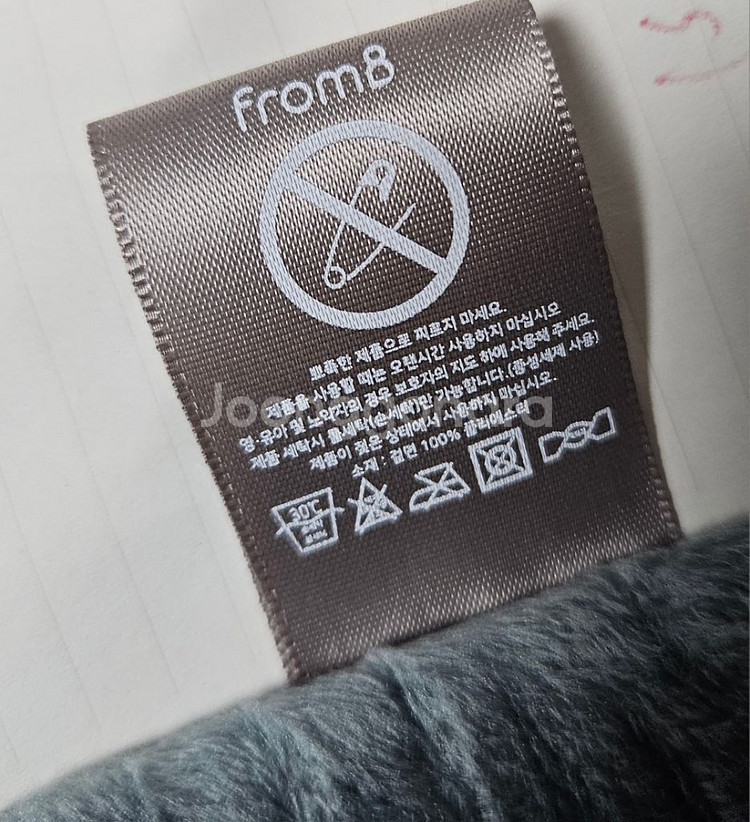 from8
뾰족한 제품으로 찌르지 마세요.
제품을 사용할 때는 오랜시간 사용하지 마십시오
영·유아 및 노약자의 경우 보호자의 지도 하에 사용해 주세요.
제품 세탁시 물세탁(손세탁)만 가능합니다.(중성세제 사용)
제품이 젖은 상태에서 사용하지 마십시오.
소재 : 겉면 100% 폴리에스터
30℃
Joongonara